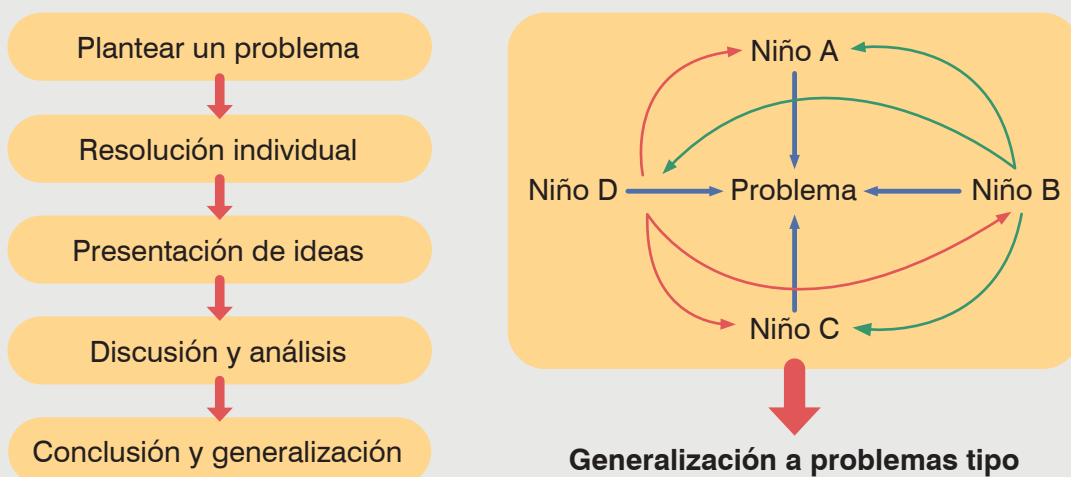 Plantear un problema
Resolución individual
Presentación de ideas
Discusión y análisis
Conclusión y generalización
Niño A
Niño D
Problema
Niño B
Niño C
Generalización a problemas tipo